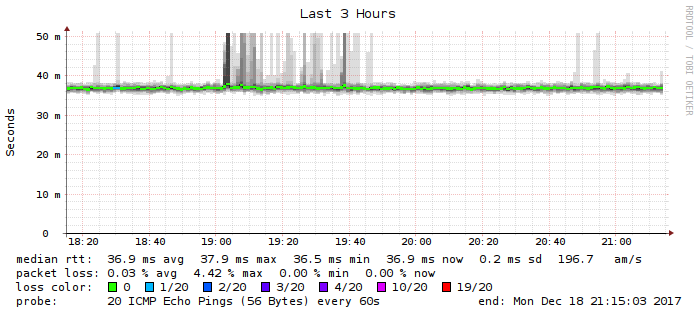 Last 3 Hours
RRDTOOL / TOBI OETIKER
Seconds
50 m
40 m
30 m
20 m
10 m
0
18:20 18:40 19:00 19:20 19:40 20:00 20:20 20:40 21:00
median rtt: 36.9 ms avg 37.9 ms max 36.5 ms min 36.9 ms now 0.2 ms sd 196.7 am/s
packet loss: 0.03 % avg 4.42 % max 0.00 % min 0.00 % now
loss color: 0 1/20 2/20 3/20 4/20 10/20 19/20
probe: 20 ICMP Echo Pings (56 Bytes) every 60s end: Mon Dec 18 21:15:03 2017